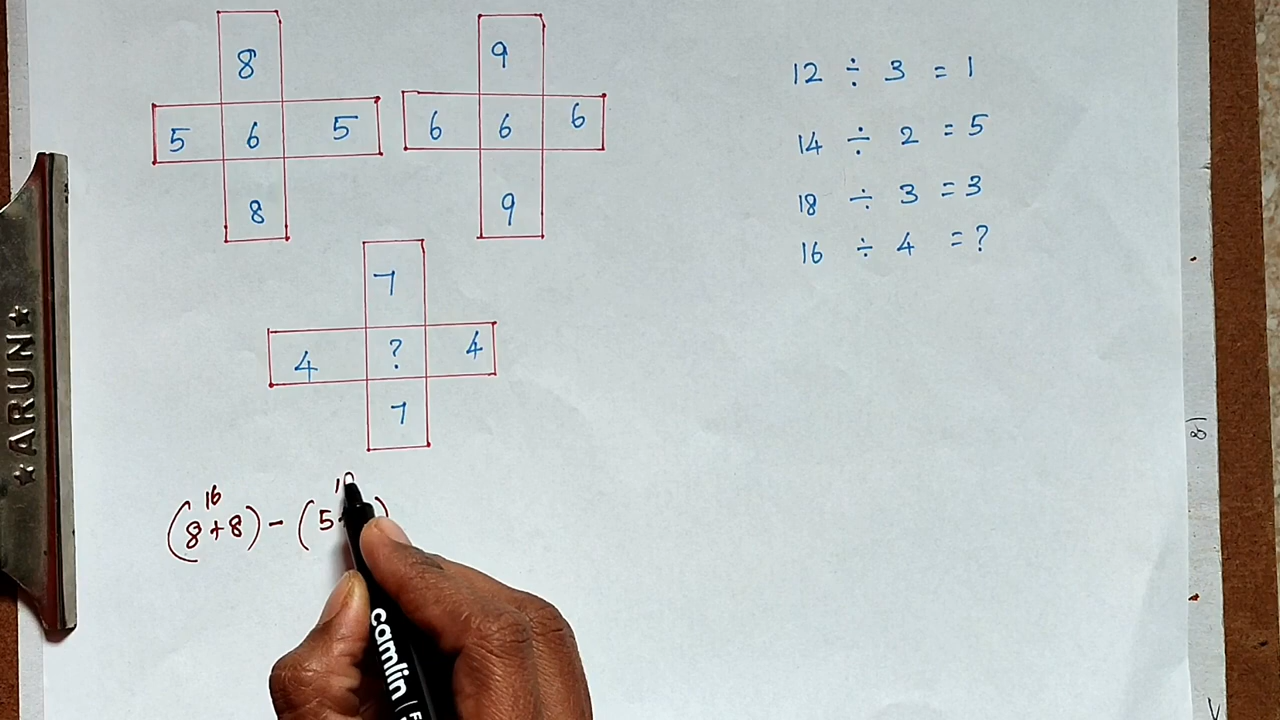 8
5 6 5
8
9
6 6 6
9
7
4 ? 4
7
12 ÷ 3 = 1
14 ÷ 2 = 5
18 ÷ 3 = 3
16 ÷ 4 = ?
16
(8+8) - (5
ARUN
camlin
8)